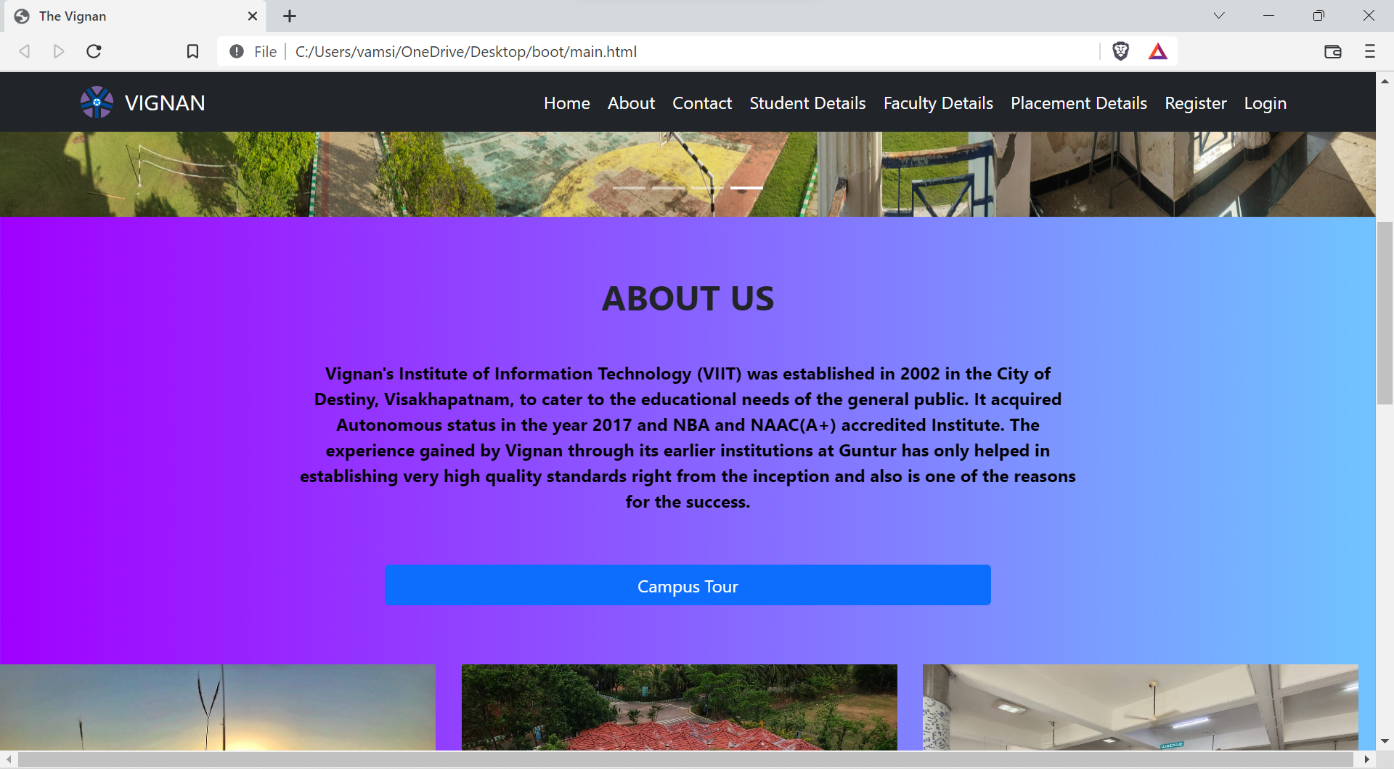 The Vignan
File C:/Users/vamsi/OneDrive/Desktop/boot/main.html
VIGNAN Home About Contact Student Details Faculty Details Placement Details Register Login
ABOUT US
Vignan's Institute of Information Technology (VIIT) was established in 2002 in the City of
Destiny, Visakhapatnam, to cater to the educational needs of the general public. It acquired
Autonomous status in the year 2017 and NBA and NAAC(A+) accredited Institute. The
experience gained by Vignan through its earlier institutions at Guntur has only helped in
establishing very high quality standards right from the inception and also is one of the reasons
for the success.
Campus Tour